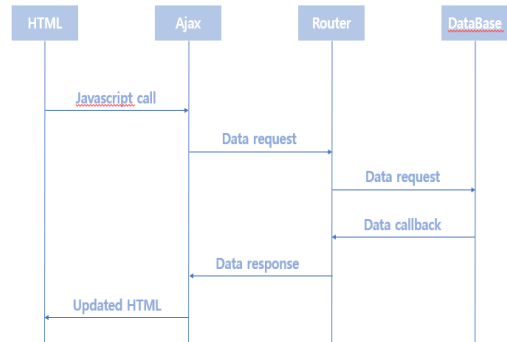 HTML
Ajax
Router
DataBase
Javascript call
Data request
Data request
Data callback
Data response
Updated HTML